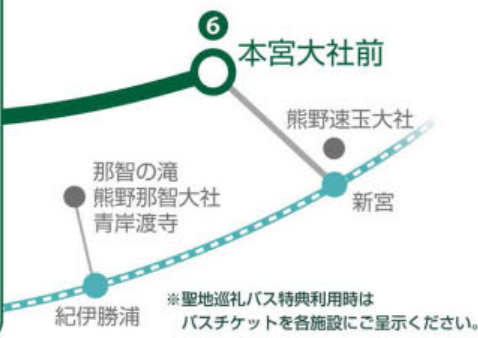 6
本宮大社前
熊野速玉大社
那智の滝
熊野那智大社
青岸渡寺
新宮
紀伊勝浦
※聖地巡礼バス特典利用時は
バスチケットを各施設にご呈示ください。